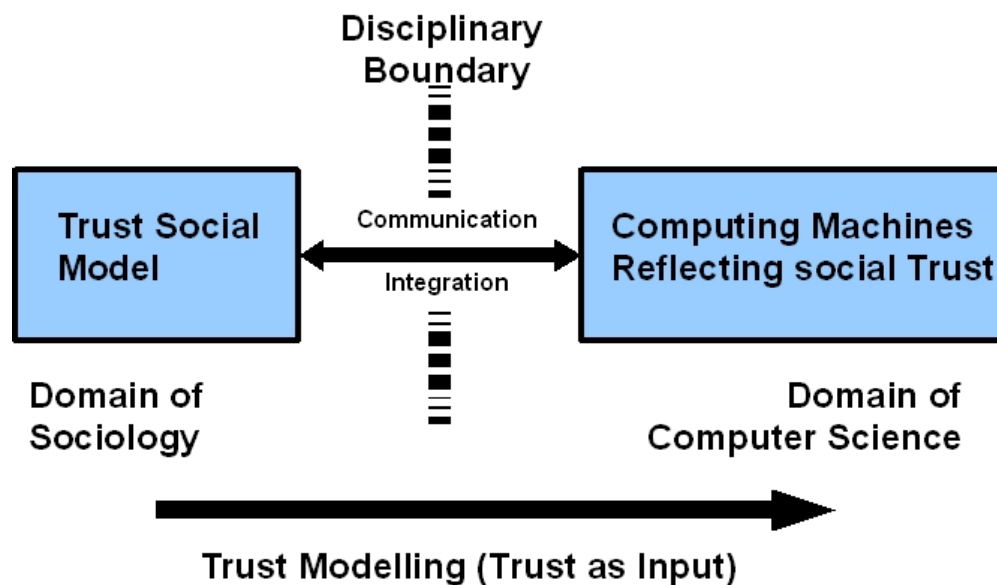 Disciplinary
Boundary
Trust Social
Model
Communication
Integration
Computing Machines
Reflecting social Trust
Domain of
Sociology
Domain of
Computer Science
Trust Modelling (Trust as Input)